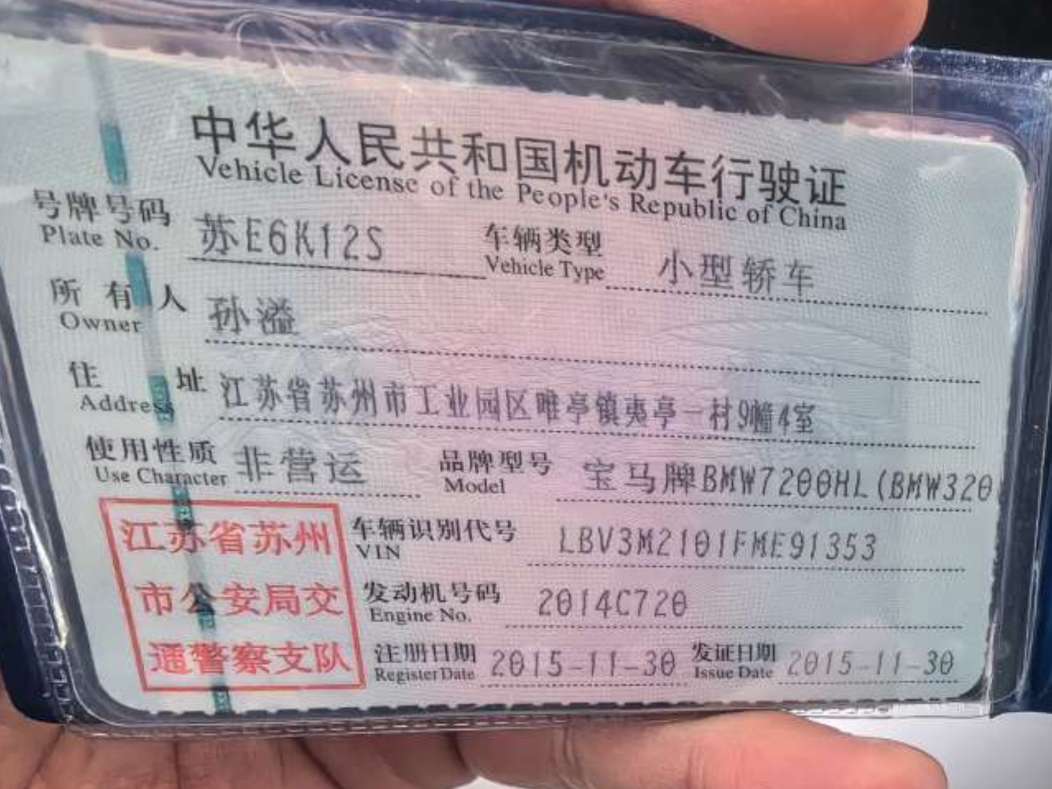 中华人民共和国机动车行驶证
Vehicle License of the People's Republic of China
号牌号码 苏E6K12S 车辆类型 小型轿车
Plate No. Vehicle Type
所有人 孙溢
Owner
住址 江苏省苏州市工业园区唯亭镇夷亭一村9幢4室
Address
使用性质 非营运 品牌型号 宝马牌BMW7200HL(BMW320
Use Character Model
江苏省苏州 车辆识别代号 LBV3M2101FME91353
VIN
市公安局交 发动机号码 2014C720
Engine No.
通警察支队 注册日期 2015-11-30 发证日期 2015-11-30
Register Date Issue Date